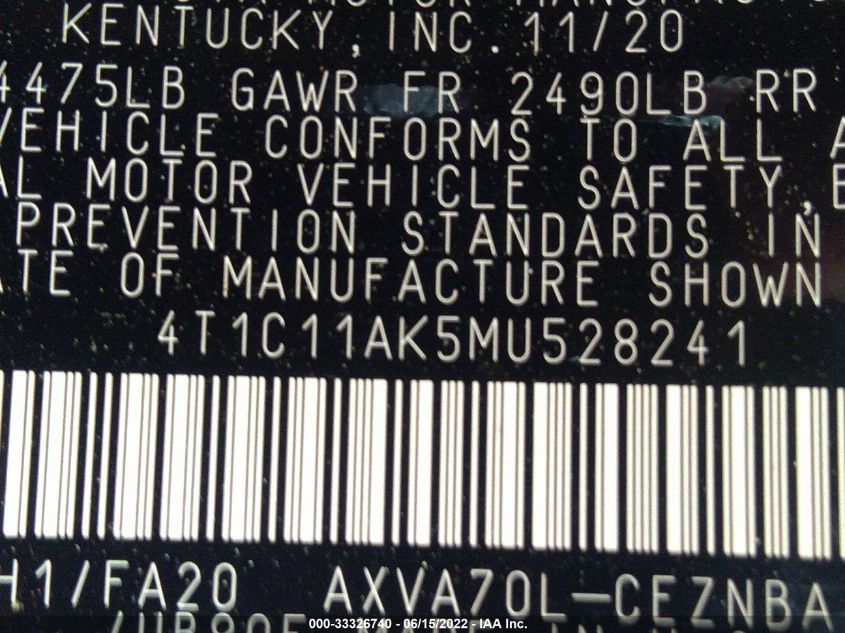 KENTUCKY, INC. 11/20
4475LB GAWR FR 2490LB RR
VEHICLE CONFORMS TO ALL A
AL MOTOR VEHICLE SAFETY,
PREVENTION STANDARDS IN
ATE OF MANUFACTURE SHOWN
4T1C11AK5MU528241
H1/FA20 AXVA70L-CEZNBA
000-33326740 - 06/15/2022 - IAA Inc.